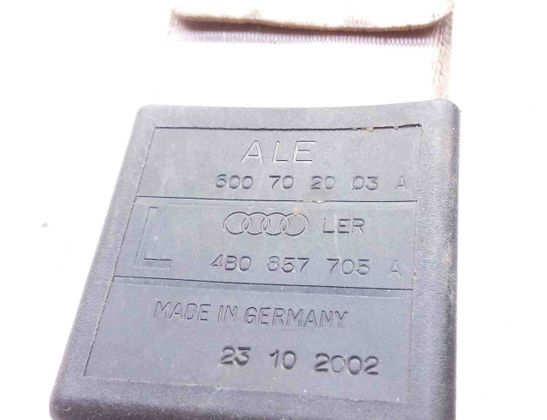 ALE
600 70 20 03 A
L LER
4B0 857 705 A
MADE IN GERMANY
23 10 2002